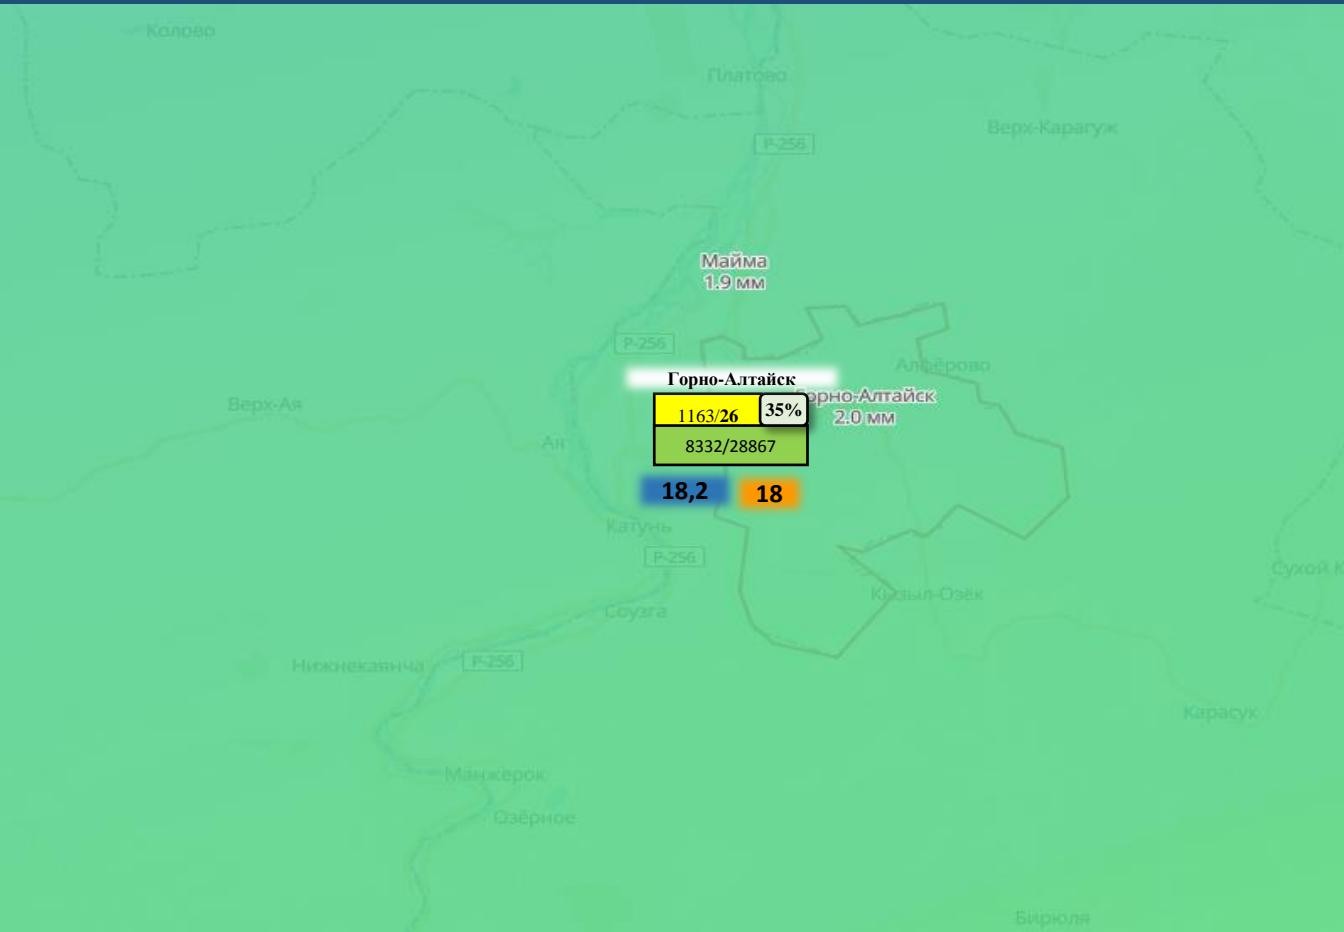 Колово
Платово
Верх-Карагуж
Р-256
Майма
1.9 мм
Р-256
Алфёрово
Горно-Алтайск
Верх-Ая
1163/26
35%
орно-Алтайск
2.0 мм
Ая
8332/28867
18,2
18
Катунь
Р-256
Сухой К
Кызыл-Озёк
Соузга
Нижнекаянча
Р-256
Карасук
Манжерок
Озёрное
Бирюля